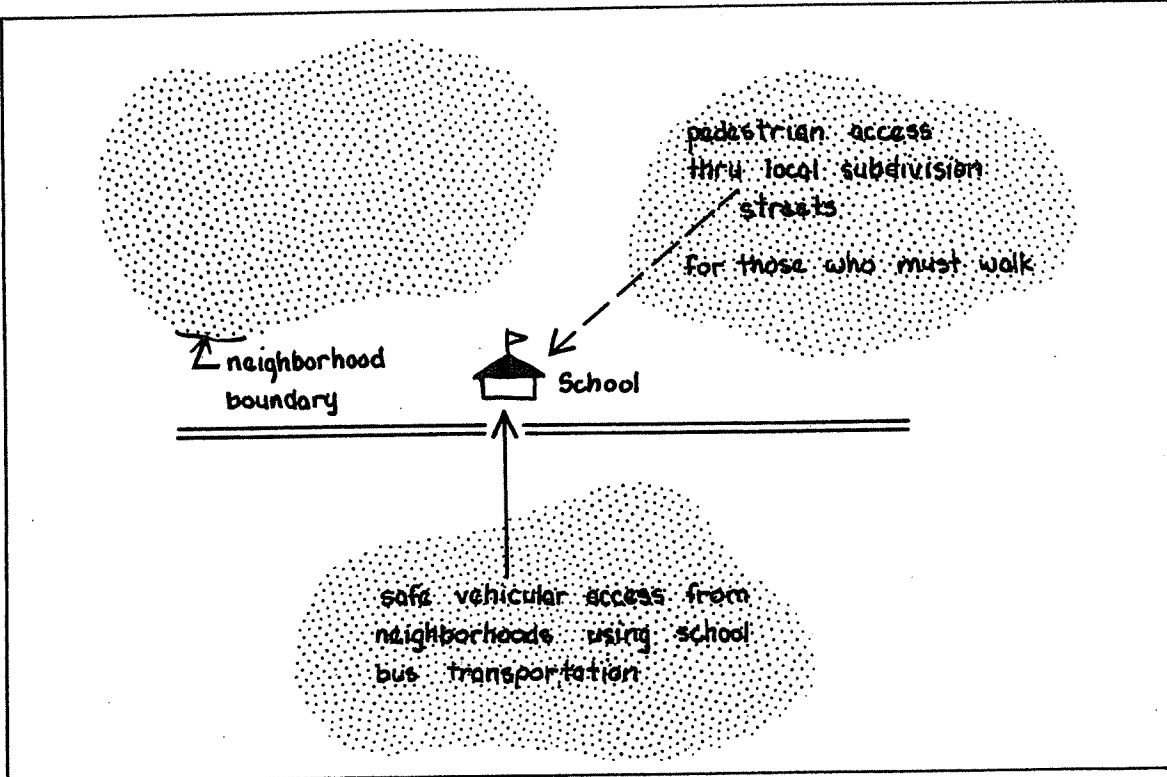 pedestrian access
thru local subdivision
streets
for those who must walk
neighborhood
boundary
School
safe vehicular access from
neighborhoods using school
bus transportation